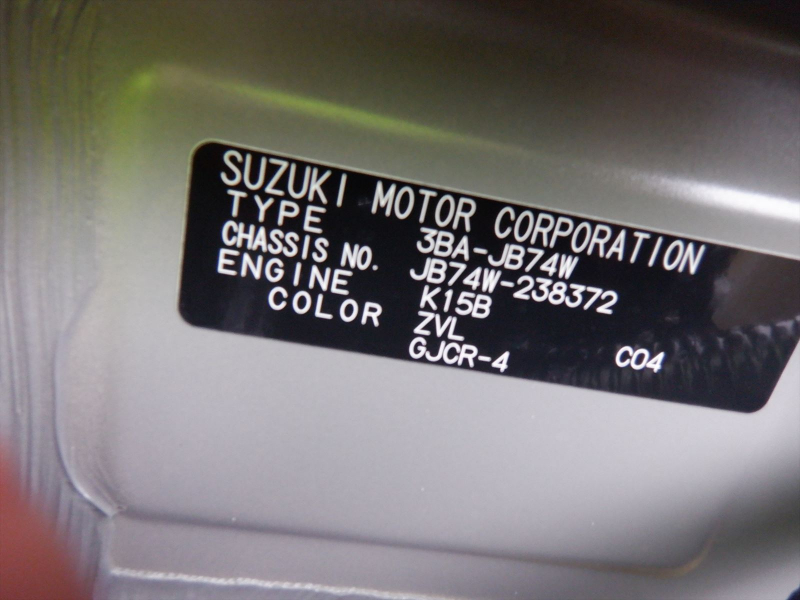 SUZUKI MOTOR CORPORATION
TYPE 3BA-JB74W
CHASSIS NO. JB74W-238372
ENGINE K15B
COLOR ZVL
GJCR-4 C04